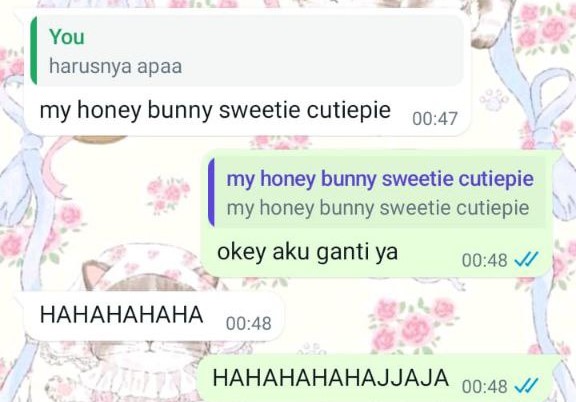 You
harusnya apaa
my honey bunny sweetie cutiepie 00:47
my honey bunny sweetie cutiepie
my honey bunny sweetie cutiepie
okey aku ganti ya 00:48
HAHAHAHAHA 00:48
HAHAHAHAHAJJAJA 00:48